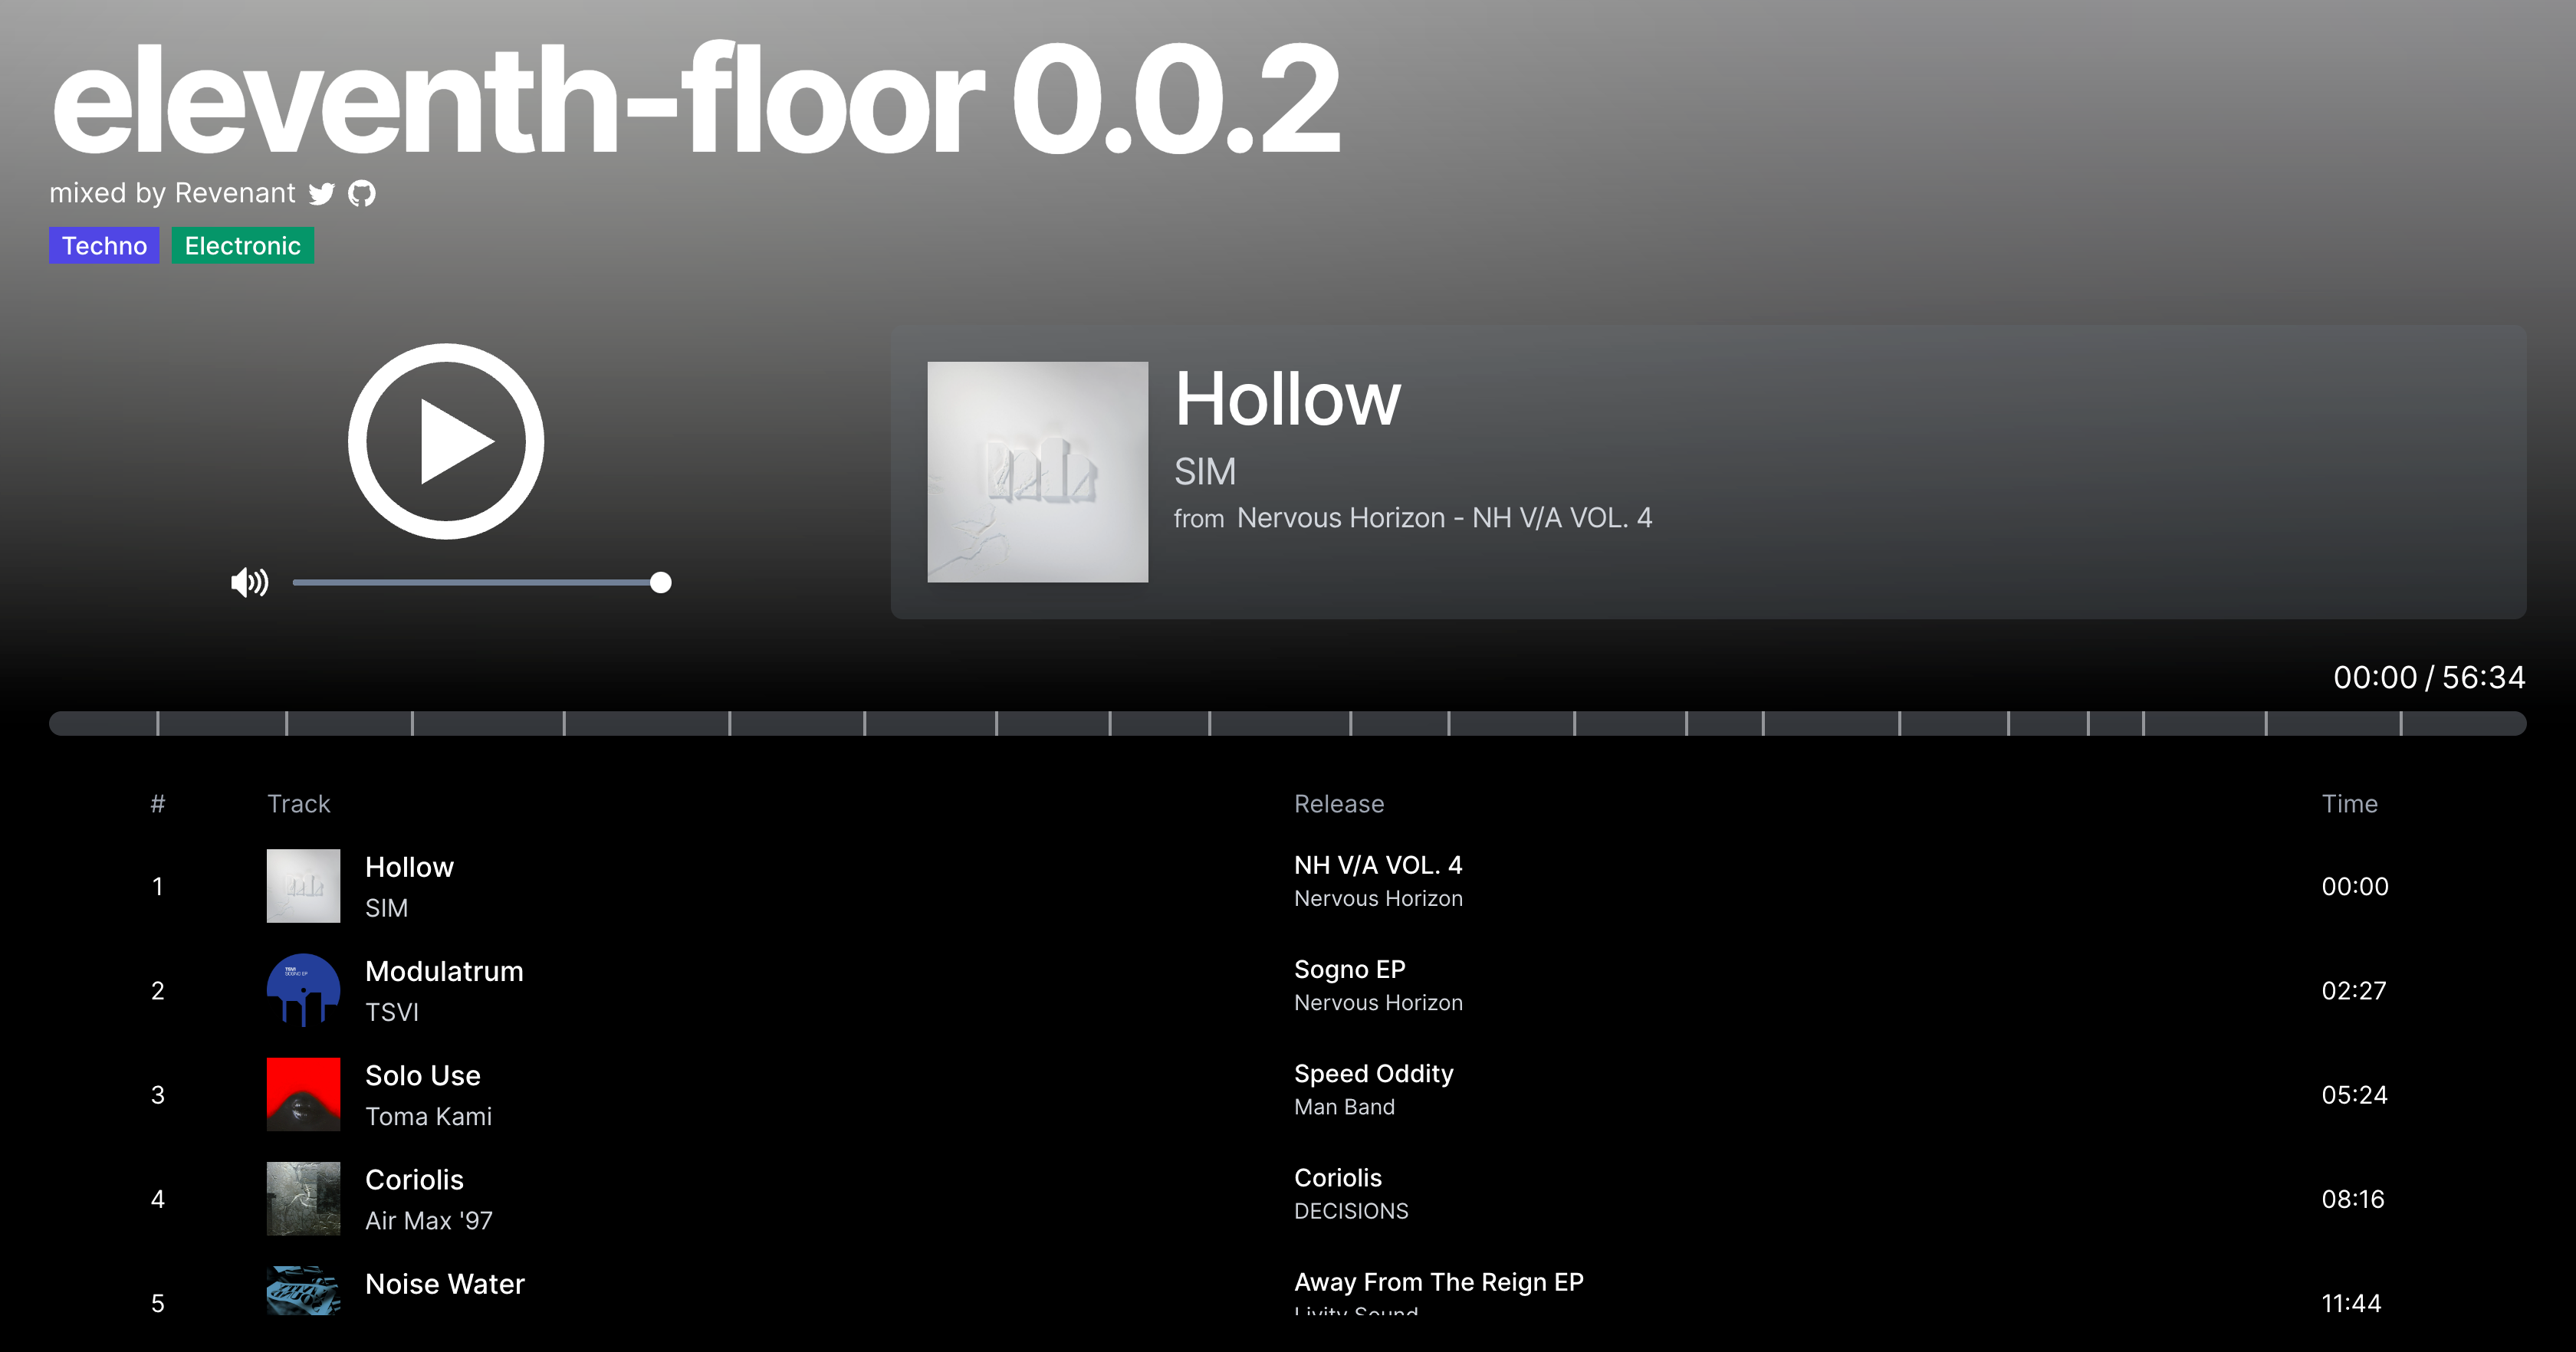 eleventh-floor 0.0.2
mixed by Revenant
Techno
Electronic
Hollow
SIM
from Nervous Horizon - NH V/A VOL. 4
00:00 / 56:34
# Track Release Time
1 Hollow NH V/A VOL. 4 00:00
SIM Nervous Horizon
2 Modulatrum Sogno EP 02:27
TSVI Nervous Horizon
3 Solo Use Speed Oddity 05:24
Toma Kami Man Band
4 Coriolis Coriolis 08:16
Air Max '97 DECISIONS
5 Noise Water Away From The Reign EP 11:44